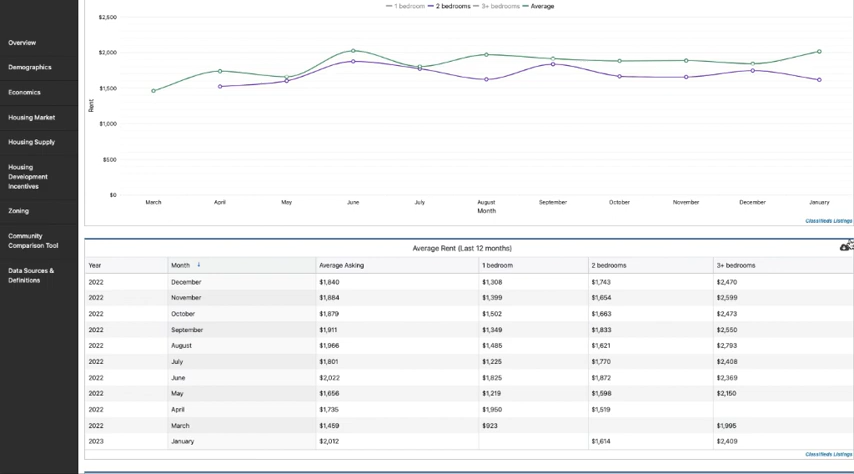 1 bedroom 2 bedrooms 3+ bedrooms Average
$2,500
$2,000
$1,500
$1,000
$500
$0
Rent
March April May June July August September October November December January
Month
Classifieds Listings
Overview
Demographics
Economics
Housing Market
Housing Supply
Housing
Development
Incentives
Zoning
Community
Comparison Tool
Data Sources &
Definitions
Average Rent (Last 12 months)
Year Month ↓ Average Asking 1 bedroom 2 bedrooms 3+ bedrooms
2022 December $1,840 $1,308 $1,743 $2,470
2022 November $1,884 $1,399 $1,654 $2,599
2022 October $1,879 $1,502 $1,663 $2,473
2022 September $1,911 $1,349 $1,833 $2,550
2022 August $1,966 $1,485 $1,621 $2,793
2022 July $1,801 $1,225 $1,770 $2,408
2022 June $2,022 $1,825 $1,872 $2,369
2022 May $1,656 $1,219 $1,598 $2,150
2022 April $1,735 $1,950 $1,519
2022 March $1,459 $923 $1,995
2023 January $2,012 $1,614 $2,409
Classifieds Listings